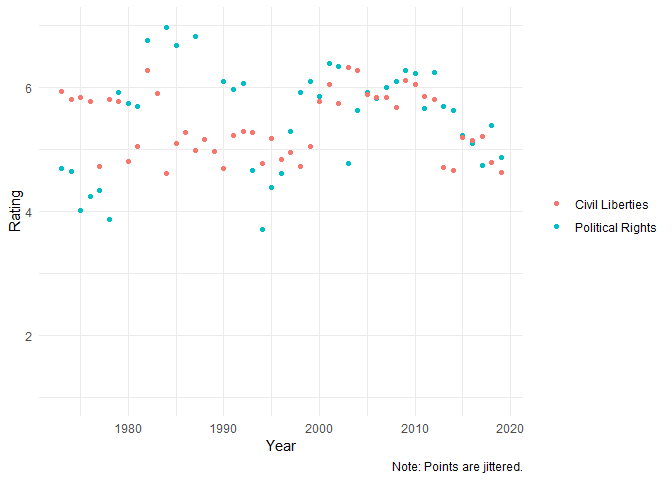 Rating
6
4
2
1980
1990
2000
2010
2020
Year
Civil Liberties
Political Rights
Note: Points are jittered.